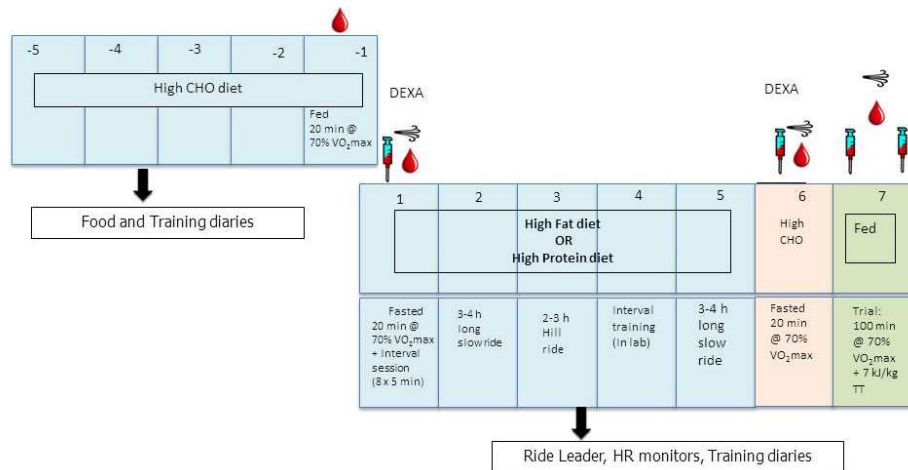 -5 -4 -3 -2 -1
High CHO diet
Fed
20 min @
70% VO₂max
Food and Training diaries
DEXA
DEXA
1 2 3 4 5 6 7
High Fat diet
OR
High Protein diet
High
CHO
Fed
Fasted
20 min @
70% VO₂max
+ Interval
session
(8 x 5 min)
3-4 h
long
slow ride
2-3 h
Hill
ride
Interval
training
(In lab)
3-4 h
long
slow
ride
Fasted
20 min
@ 70%
VO₂max
Trial:
100 min
@ 70%
VO₂max
+ 7 kJ/kg
TT
Ride Leader, HR monitors, Training diaries